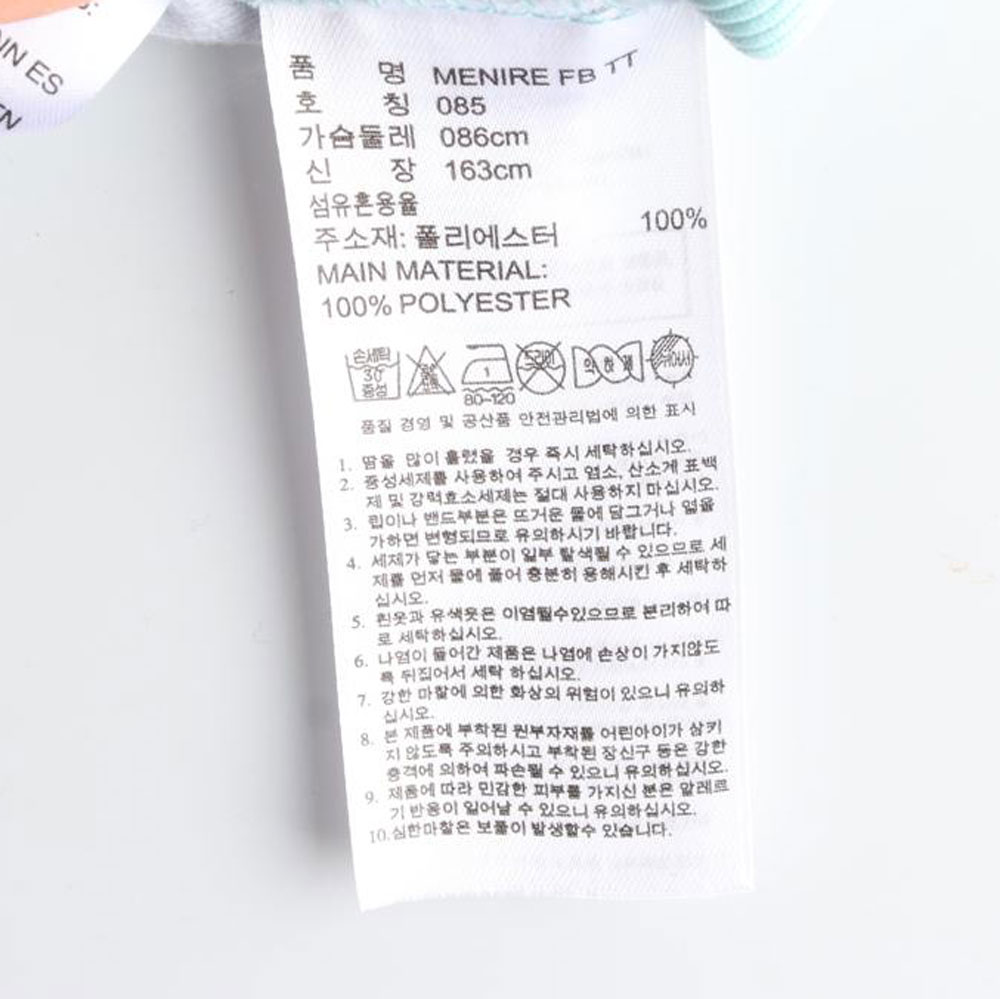 NN ES
EN
품 명 MENIRE FB TT
호 칭 085
가슴둘레 086cm
신 장 163cm
섬유혼용율
주소재: 폴리에스터 100%
MAIN MATERIAL:
100% POLYESTER
손세탁 30 중성
1 80-120
드라이
약하게
뉘어서
품질 경영 및 공산품 안전관리법에 의한 표시
1. 땀을 많이 흘렸을 경우 즉시 세탁하십시오.
2. 중성세제를 사용하여 주시고 염소, 산소계 표백
제 및 강력효소세제는 절대 사용하지 마십시오.
3. 립이나 밴드부분은 뜨거운 물에 담그거나 열을
가하면 변형되므로 유의하시기 바랍니다.
4. 세제가 닿는 부분이 일부 탈색될 수 있으므로 세
제를 먼저 물에 풀어 충분히 용해시킨 후 세탁하
십시오.
5. 흰옷과 유색옷은 이염될수있으므로 분리하여 따
로 세탁하십시오.
6. 나염이 들어간 제품은 나염에 손상이 가지않도
록 뒤집어서 세탁 하십시오.
7. 강한 마찰에 의한 화상의 위험이 있으니 유의하
십시오.
8. 본 제품에 부착된 원부자재를 어린아이가 삼키
지 않도록 주의하시고 부착된 장신구 등은 강한
충격에 의하여 파손될 수 있으니 유의하십시오.
9. 제품에 따라 민감한 피부를 가지신 분은 알레르
기 반응이 일어날 수 있으니 유의하십시오.
10.심한마찰은 보풀이 발생할수 있습니다.